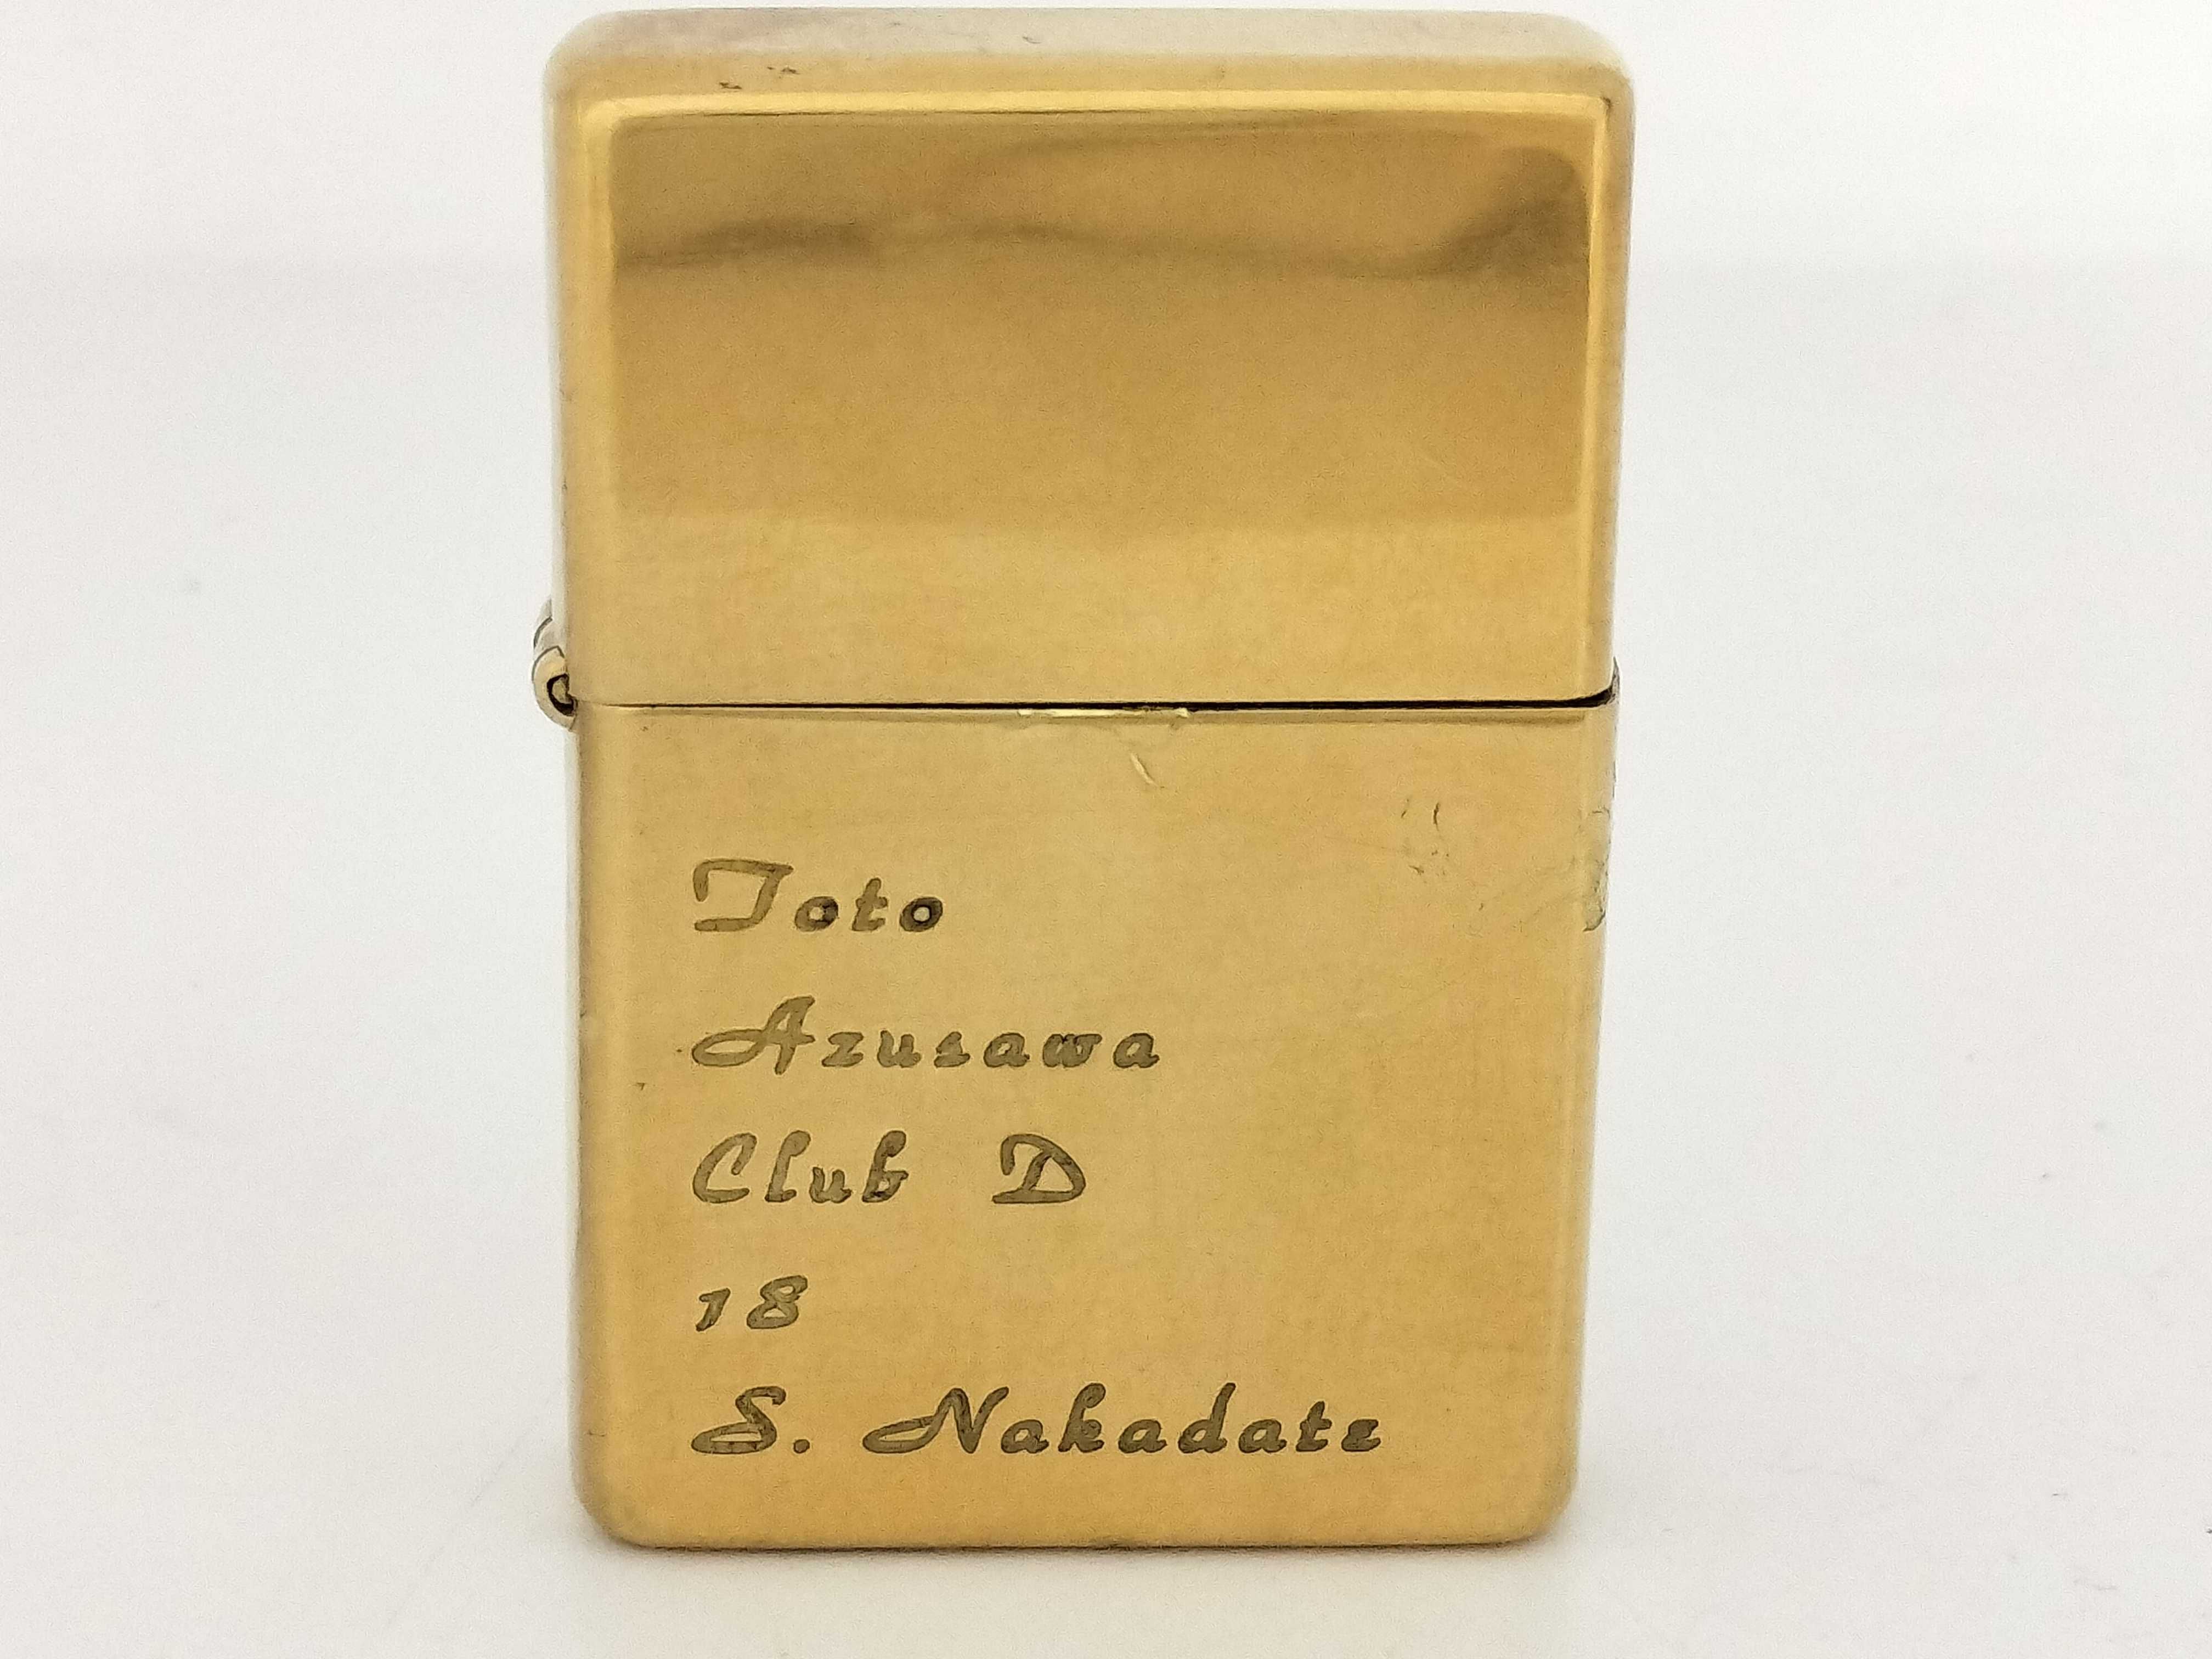 Toto
Azusawa
Club D
18
S. Nakadate